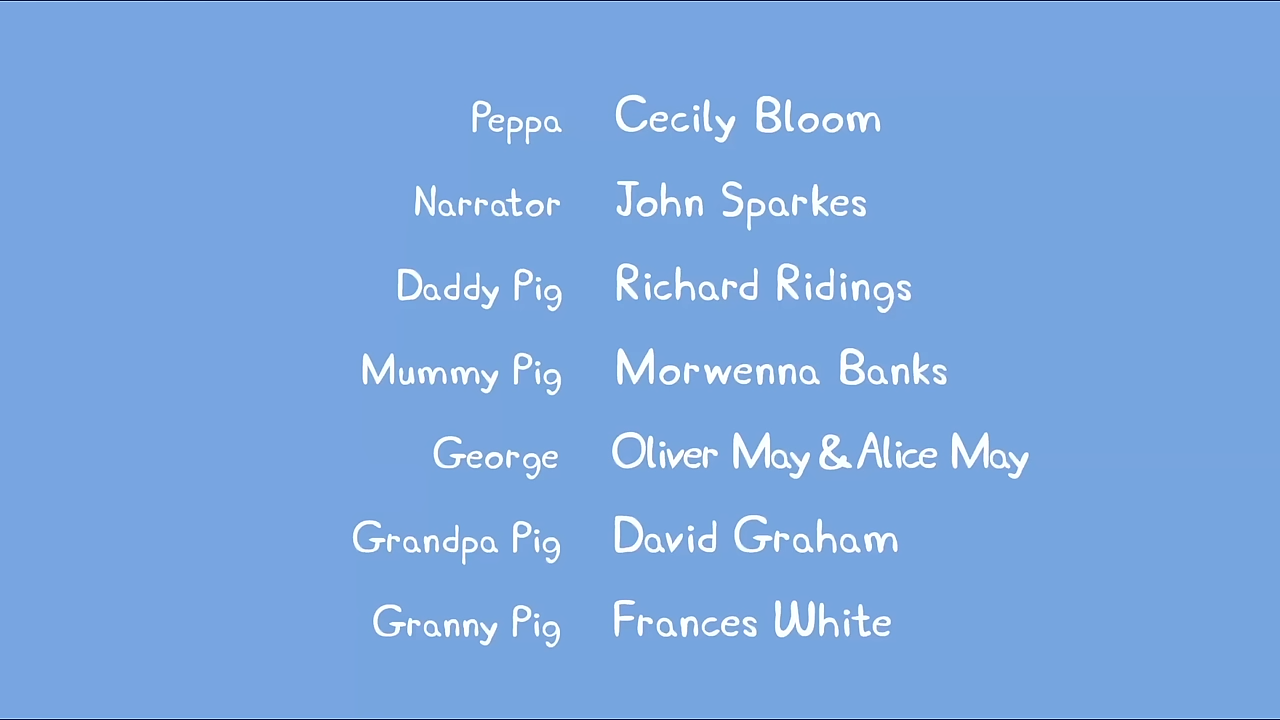 Peppa Cecily Bloom
Narrator John Sparkes
Daddy Pig Richard Ridings
Mummy Pig Morwenna Banks
George Oliver May & Alice May
Grandpa Pig David Graham
Granny Pig Frances White